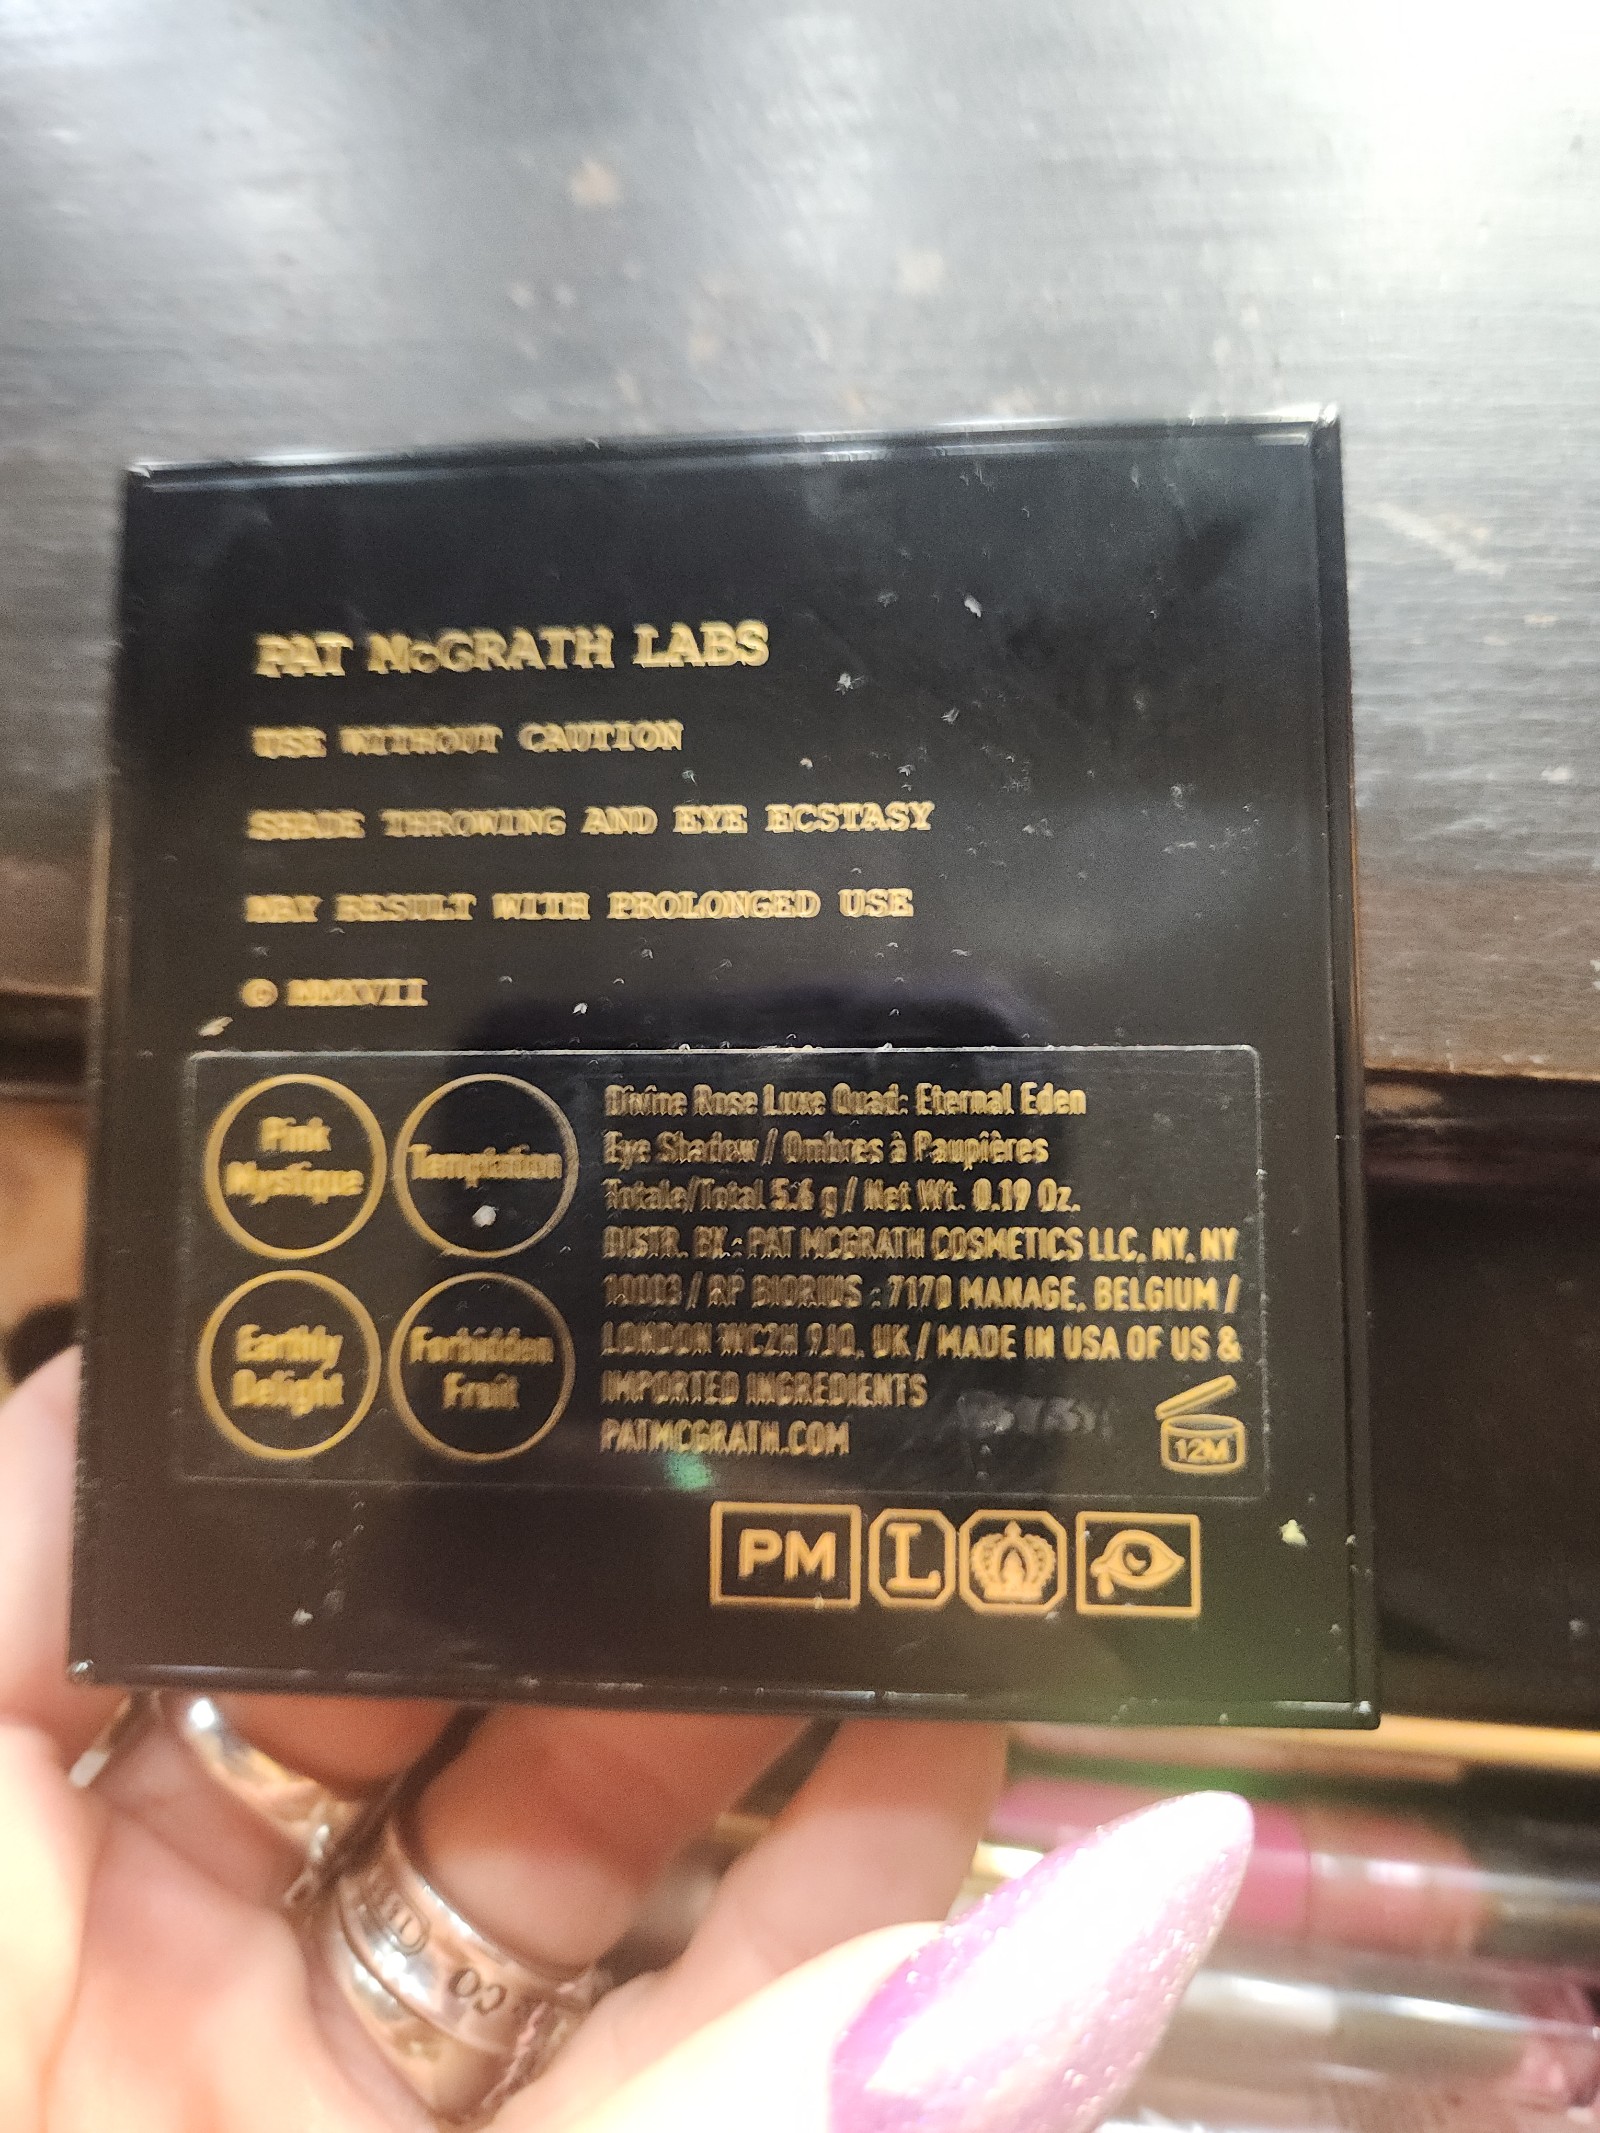 PAT McGRATH LABS
USE WITHOUT CAUTION
SHADE THROWING AND EYE ECSTASY
MAY RESULT WITH PROLONGED USE
© MMXVII
Pink
Mystique
Temptation
Earthly
Delight
Forbidden
Fruit
Divine Rose Luxe Quad: Eternal Eden
Eye Shadow / Ombres à Paupières
Totale/Total 5.6 g / Net Wt. 0.19 Oz.
DISTR. BY.: PAT MCGRATH COSMETICS LLC, NY, NY
10003 / RP BIORIUS : 7170 MANAGE, BELGIUM /
LONDON WC2H 9JQ, UK / MADE IN USA OF US &
IMPORTED INGREDIENTS
PATMCGRATH.COM
12M
PM
L
CO